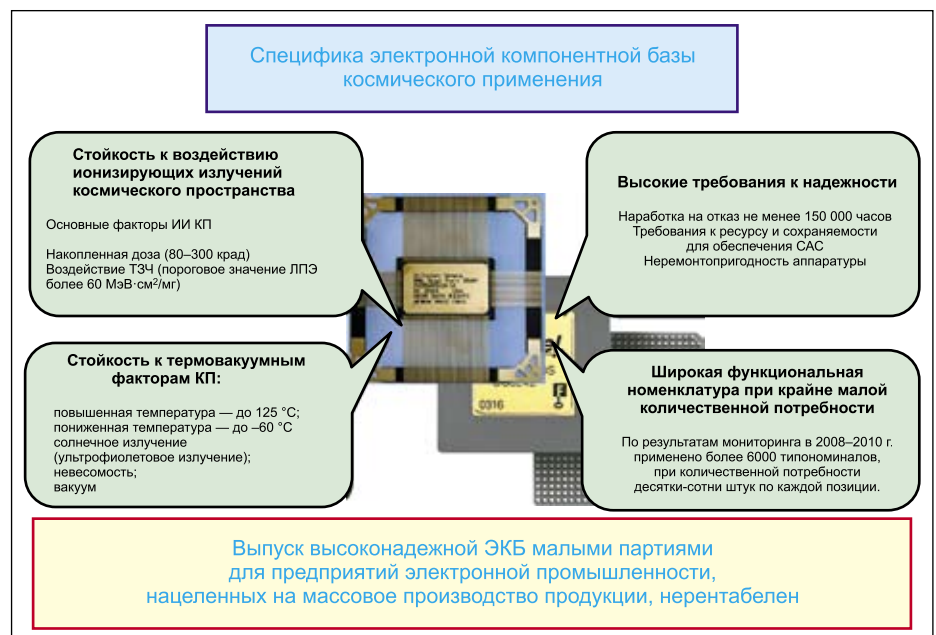 Специфика электронной компонентной базы
космического применения
Стойкость к воздействию
ионизирующих излучений
космического пространства
Основные факторы ИИ КП
Накопленная доза (80–300 крад)
Воздействие ТЗЧ (пороговое значение ЛПЭ
более 60 МэВ·см²/мг)
Высокие требования к надежности
Наработка на отказ не менее 150 000 часов
Требования к ресурсу и сохраняемости
для обеспечения САС
Неремонтопригодность аппаратуры
Стойкость к термовакуумным
факторам КП:
повышенная температура — до 125 °С;
пониженная температура — до –60 °С
солнечное излучение
(ультрофиолетовое излучение);
невесомость;
вакуум
0316
Широкая функциональная
номенклатура при крайне малой
количественной потребности
По результатам мониторинга в 2008–2010 г.
применено более 6000 типономиналов,
при количественной потребности
десятки-сотни штук по каждой позиции.
Выпуск высоконадежной ЭКБ малыми партиями
для предприятий электронной промышленности,
нацеленных на массовое производство продукции, нерентабелен